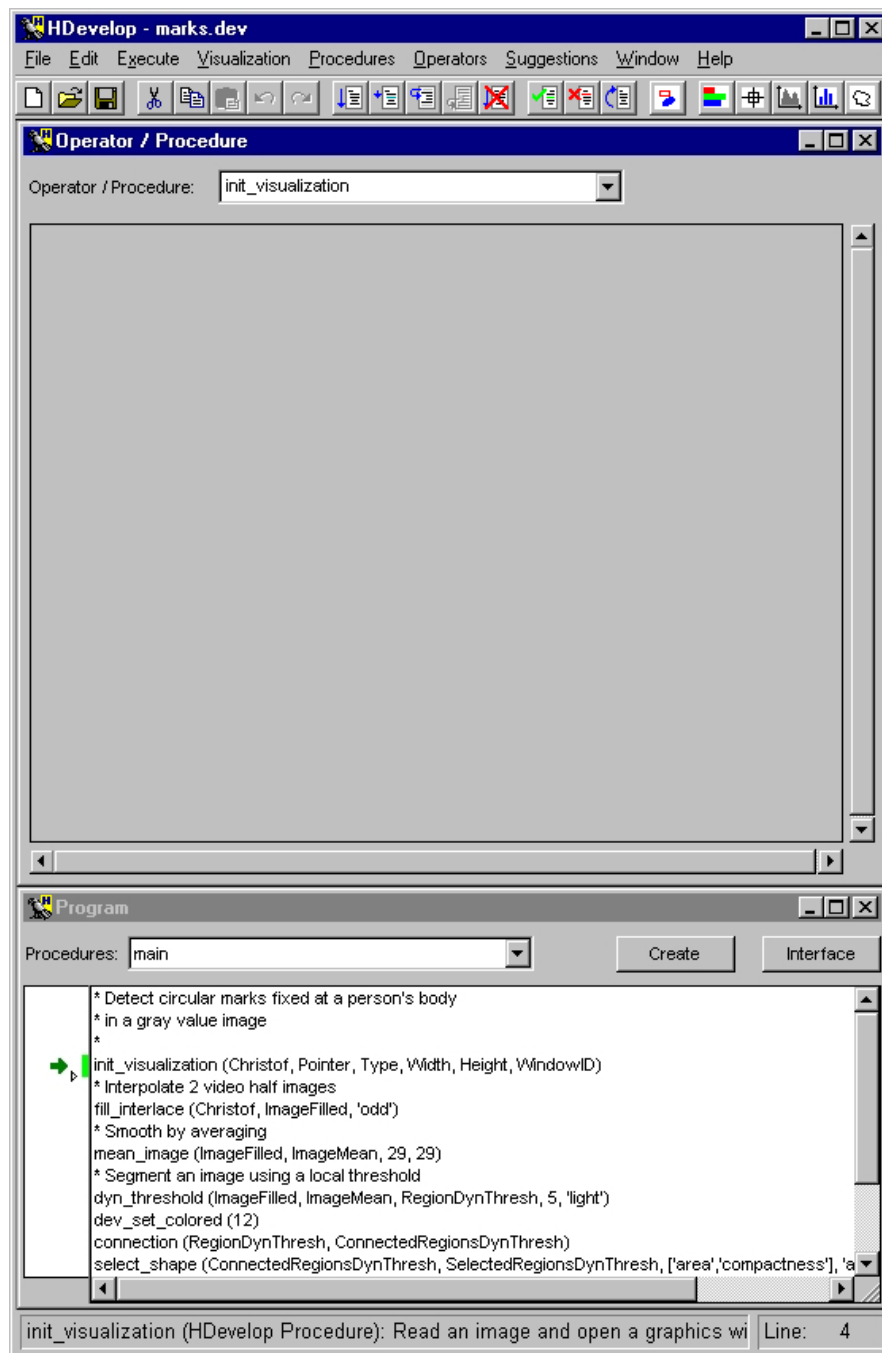 HDevelop - marks.dev
File Edit Execute Visualization Procedures Operators Suggestions Window Help
Operator / Procedure
Operator / Procedure: init_visualization
Program
Procedures: main Create Interface
* Detect circular marks fixed at a person's body
* in a gray value image
*
init_visualization (Christof, Pointer, Type, Width, Height, WindowID)
* Interpolate 2 video half images
fill_interlace (Christof, ImageFilled, 'odd')
* Smooth by averaging
mean_image (ImageFilled, ImageMean, 29, 29)
* Segment an image using a local threshold
dyn_threshold (ImageFilled, ImageMean, RegionDynThresh, 5, 'light')
dev_set_colored (12)
connection (RegionDynThresh, ConnectedRegionsDynThresh)
select_shape (ConnectedRegionsDynThresh, SelectedRegionsDynThresh, ['area','compactness'], 'a
init_visualization (HDevelop Procedure): Read an image and open a graphics wi Line: 4